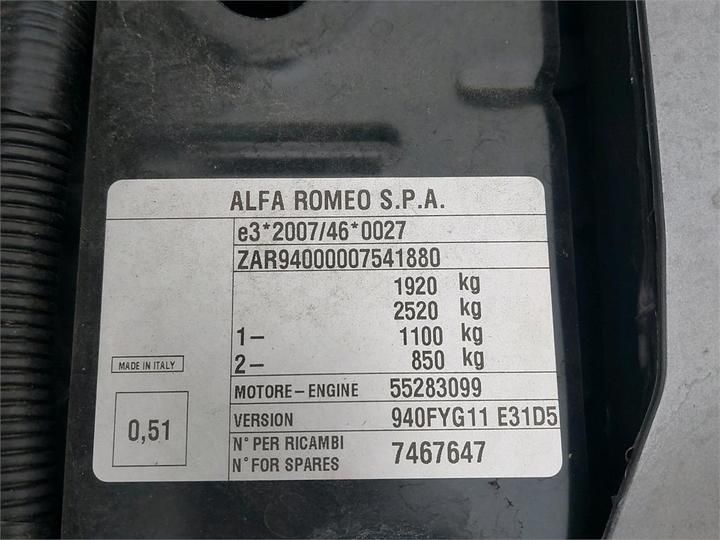 ALFA ROMEO S.P.A.
e3*2007/46*0027
ZAR94000007541880
1920 kg
2520 kg
1- 1100 kg
2- 850 kg
MADE IN ITALY
MOTORE-ENGINE 55283099
0,51
VERSION 940FYG11 E31D5
N° PER RICAMBI
N° FOR SPARES 7467647